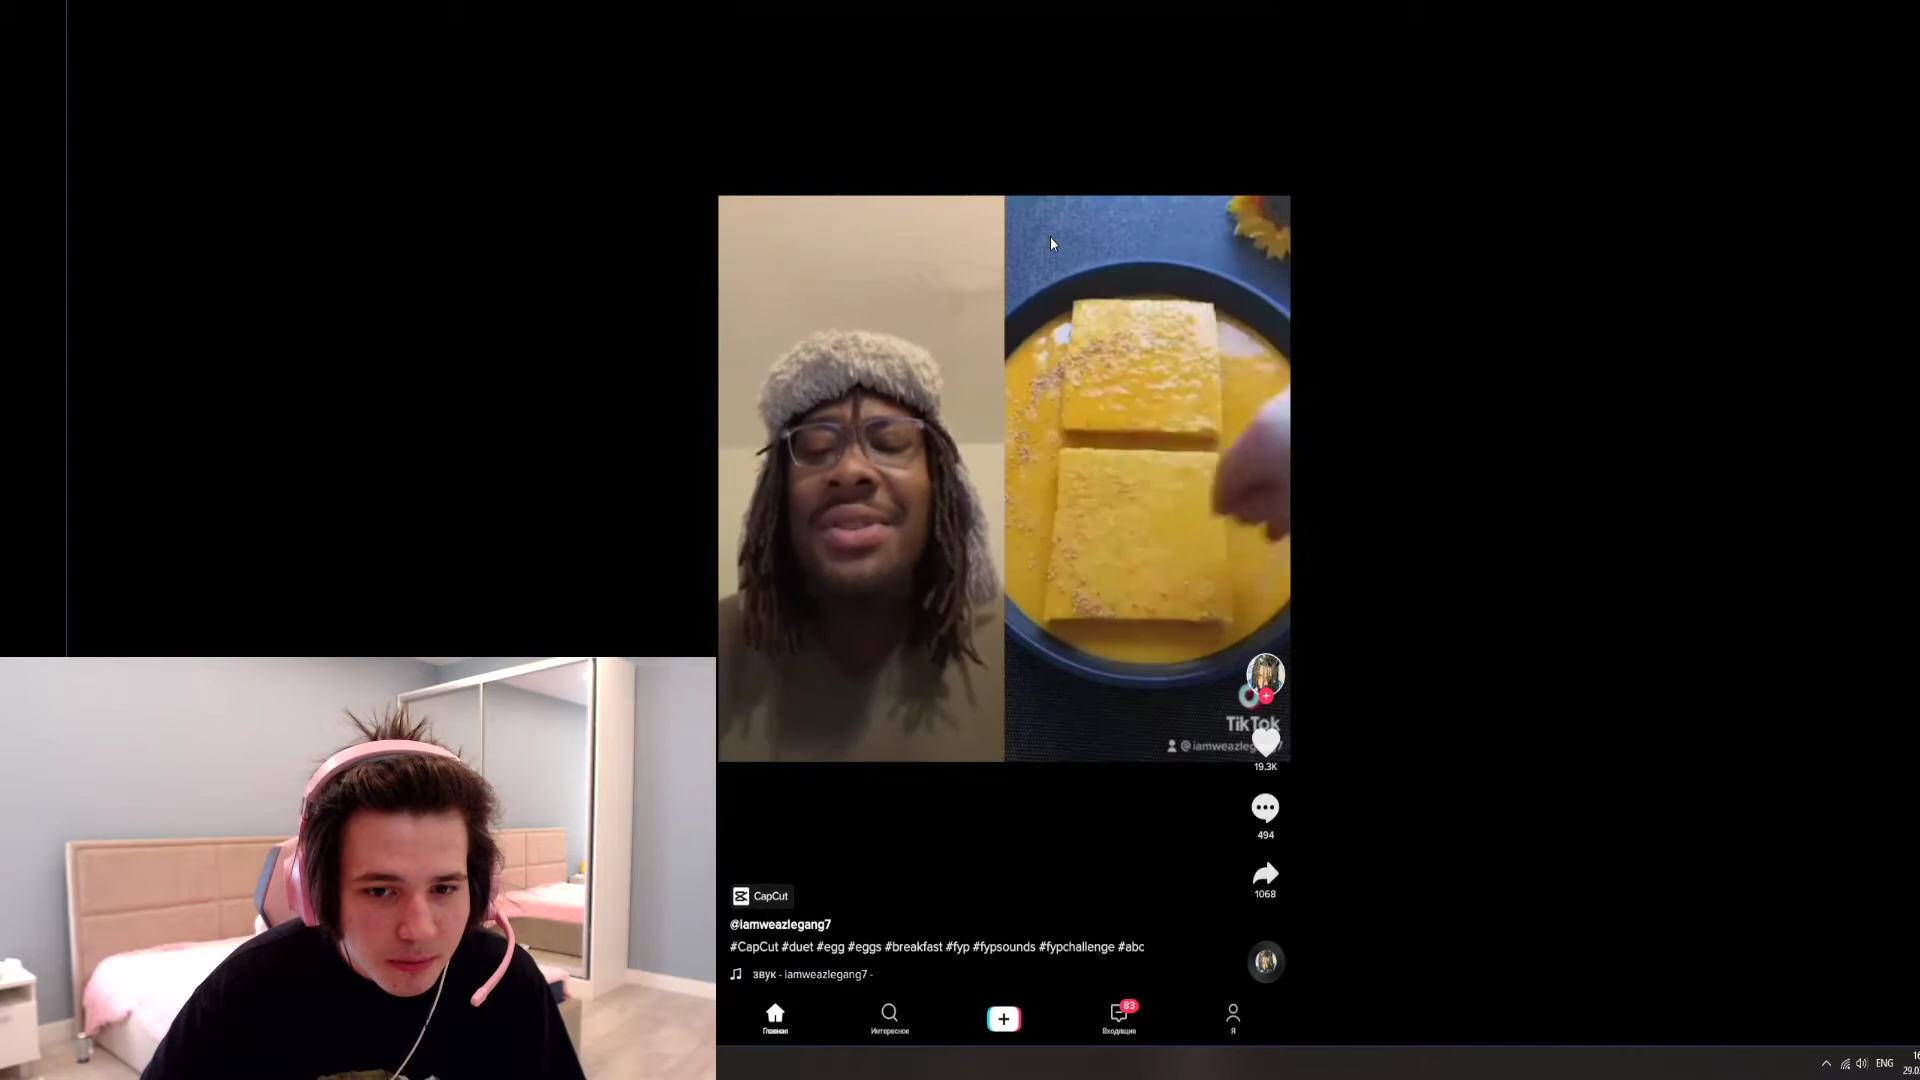 TikTok
@iamweazlegang7
19.3K
494
1068
CapCut
@iamweazlegang7
#CapCut #duet #egg #eggs #breakfast #fyp #fypsounds #fypchallenge #abc
звук - iamweazlegang7 -
83
Главная
Интересное
Входящие
Я
ENG